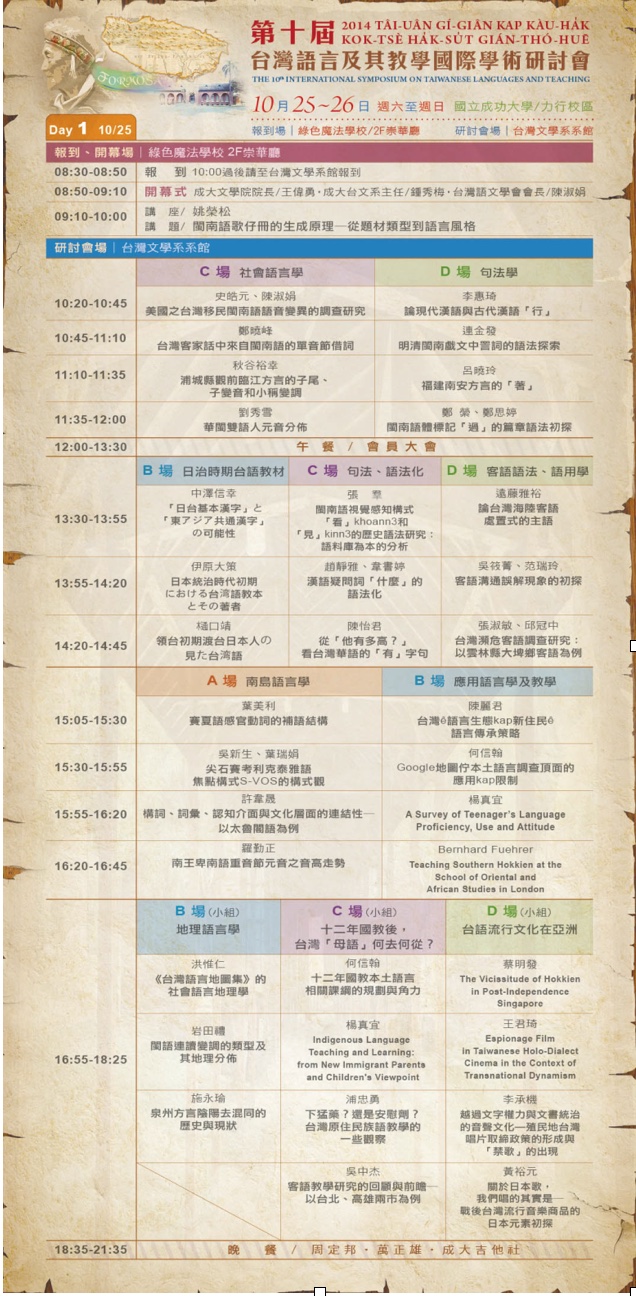 第十屆 2014 TÂI-UÂN GÍ-GIÂN KAP KÀU-HÁK
KOK-TSÈ HÁK-SÚT GIÁN-THÓ-HUĒ
台灣語言及其教學國際學術研討會
THE 10th INTERNATIONAL SYMPOSIUM ON TAIWANESE LANGUAGES AND TEACHING
FORMOSA
10月25~26日 週六至週日 國立成功大學/力行校區
Day 1 10/25
報到場｜綠色魔法學校/2F崇華廳 研討會場｜台灣文學系系館
報到、開幕場｜綠色魔法學校 2F崇華廳
08:30-08:50 報 到 10:00過後請至台灣文學系館報到
08:50-09:10 開幕式 成大文學院院長/王偉勇・成大台文系主任/鍾秀梅・台灣語文學會會長/陳淑娟
09:10-10:00 講 座/ 姚榮松
講 題/ 閩南語歌仔冊的生成原理─從題材類型到語言風格
研討會場｜台灣文學系系館
C 場 社會語言學 D 場 句法學
10:20-10:45
史皓元、陳淑娟
美國之台灣移民閩南語語音變異的調查研究
李惠琦
論現代漢語與古代漢語「行」
10:45-11:10
鄭曉峰
台灣客家話中來自閩南語的單音節借詞
連金發
明清閩南戲文中詈詞的語法探索
11:10-11:35
秋谷裕幸
浦城縣觀前臨江方言的子尾、
子變音和小稱變調
呂曉玲
福建南安方言的「著」
11:35-12:00
劉秀雪
華閩雙語人元音分佈
鄭 縈、鄭思婷
閩南語體標記「過」的篇章語法初探
12:00-13:30 午 餐 / 會 員 大 會
B 場 日治時期台語教材 C 場 句法、語法化 D 場 客語語法、語用學
13:30-13:55
中澤信幸
「日台基本漢字」と
「東アジア共通漢字」
の可能性
張 羣
閩南語視覺感知構式
「看」khoann3和
「見」kinn3的歷史語法研究：
語料庫為本的分析
遠藤雅裕
論台灣海陸客語
處置式的主語
13:55-14:20
伊原大策
日本統治時代初期
における台湾語教本
とその著者
趙靜雅、韋書婷
漢語疑問詞「什麼」的
語法化
吳筱菁、范瑞玲
客語溝通誤解現象的初探
14:20-14:45
樋口靖
領台初期渡台日本人の
見た台湾語
陳怡君
從「他有多高？」
看台灣華語的「有」字句
張淑敏、邱冠中
台灣瀕危客語調查研究：
以雲林縣大埤鄉客語為例
A 場 南島語言學 B 場 應用語言學及教學
15:05-15:30
葉美利
賽夏語感官動詞的補語結構
陳麗君
台灣ê語言生態kap新住民ê
語言傳承策略
15:30-15:55
吳新生、葉瑞娟
尖石賽考利克泰雅語
焦點構式S-VOS的構式觀
何信翰
Google地圖佇本土語言調查頂面的
應用kap限制
15:55-16:20
許韋晟
構詞、詞彙、認知介面與文化層面的連結性─
以太魯閣語為例
楊真宜
A Survey of Teenager's Language
Proficiency, Use and Attitude
16:20-16:45
羅勤正
南王卑南語重音節元音之音高走勢
Bernhard Fuehrer
Teaching Southern Hokkien at the
School of Oriental and
African Studies in London
B 場(小組)
地理語言學
C 場(小組)
十二年國教後，
台灣「母語」何去何從？
D 場(小組)
台語流行文化在亞洲
16:55-18:25
洪惟仁
《台灣語言地圖集》的
社會語言地理學
何信翰
十二年國教本土語言
相關課綱的規劃與角力
蔡明發
The Vicissitude of Hokkien
in Post-Independence
Singapore
岩田禮
閩語連讀變調的類型及
其地理分佈
楊真宜
Indigenous Language
Teaching and Learning:
from New Immigrant Parents
and Children's Viewpoint
王君琦
Espionage Film
in Taiwanese Holo-Dialect
Cinema in the Context of
Transnational Dynamism
施永瑜
泉州方言陰陽去混同的
歷史與現狀
浦忠勇
下猛藥？還是安慰劑？
台灣原住民族語教學的
一些觀察
李承機
越過文字權力與文書統治
的音聲文化─殖民地台灣
唱片取締政策的形成與
「禁歌」的出現
吳中杰
客語教學研究的回顧與前瞻─
以台北、高雄兩市為例
黃裕元
關於日本歌，
我們唱的其實是─
戰後台灣流行音樂商品的
日本元素初探
18:35-21:35 晚 餐 / 周定邦・萬正雄・成大吉他社